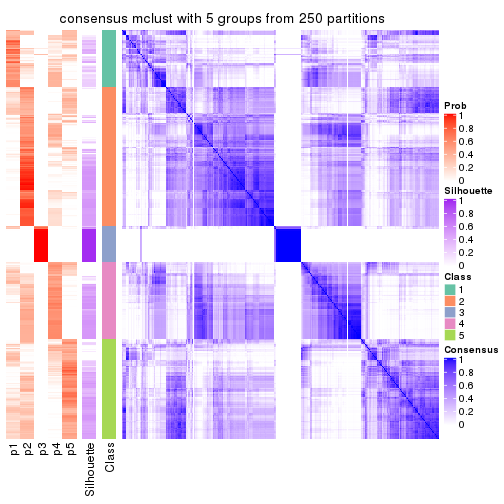 consensus mclust with 5 groups from 250 partitions
Prob
1
0.8
0.6
0.4
0.2
0
Silhouette
1
0.8
0.6
0.4
0.2
0
Class
1
2
3
4
5
Consensus
1
0.8
0.6
0.4
0.2
0
p1
p2
p3
p4
p5
Silhouette
Class